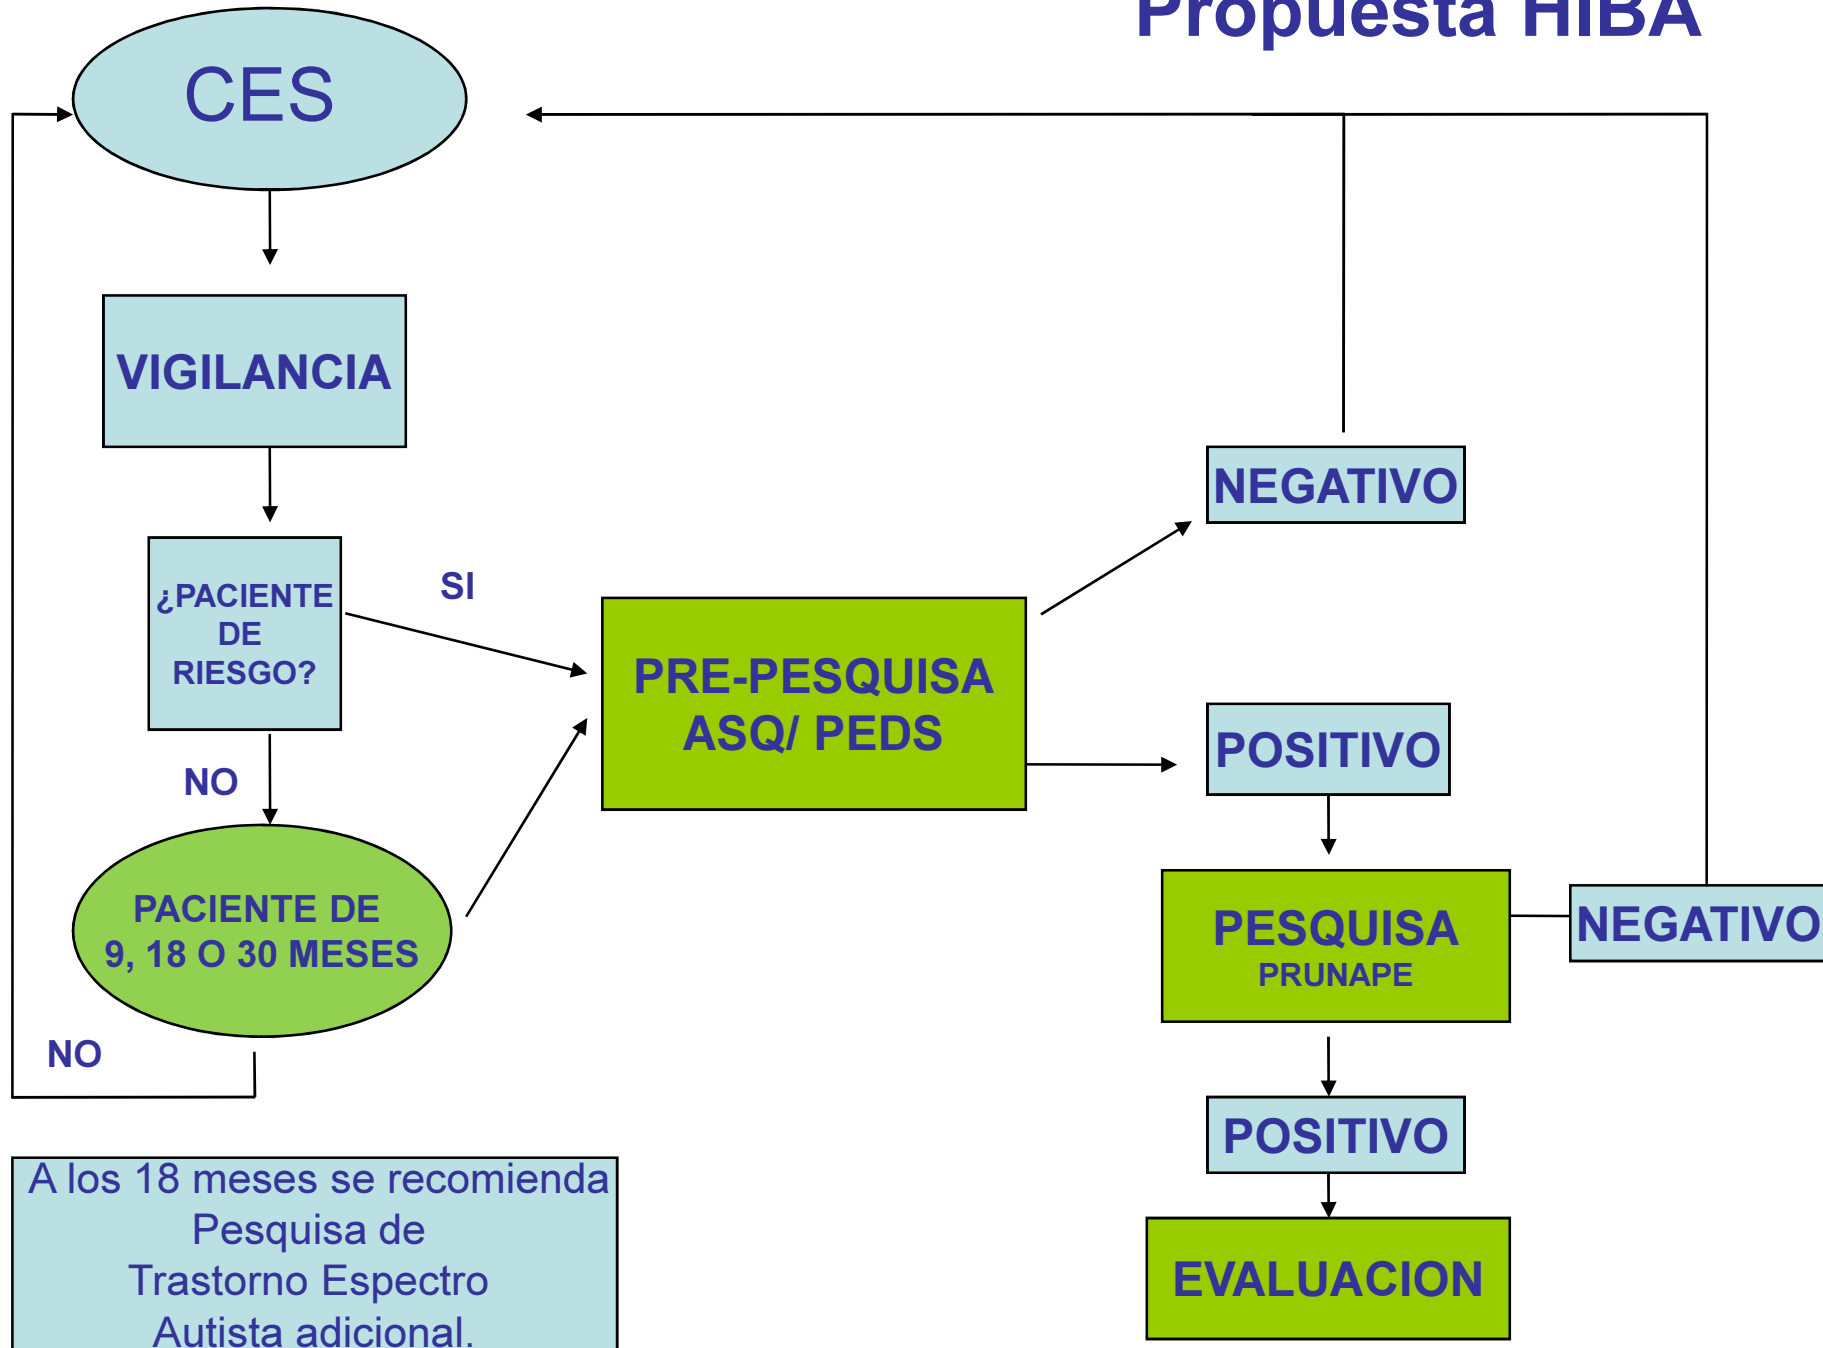 Propuesta HIBA
CES
VIGILANCIA
¿PACIENTE
DE
RIESGO?
SI
NO
PACIENTE DE
9, 18 O 30 MESES
NO
PRE-PESQUISA
ASQ/ PEDS
NEGATIVO
POSITIVO
PESQUISA
PRUNAPE
NEGATIVO
POSITIVO
EVALUACION
A los 18 meses se recomienda
Pesquisa de
Trastorno Espectro
Autista adicional.